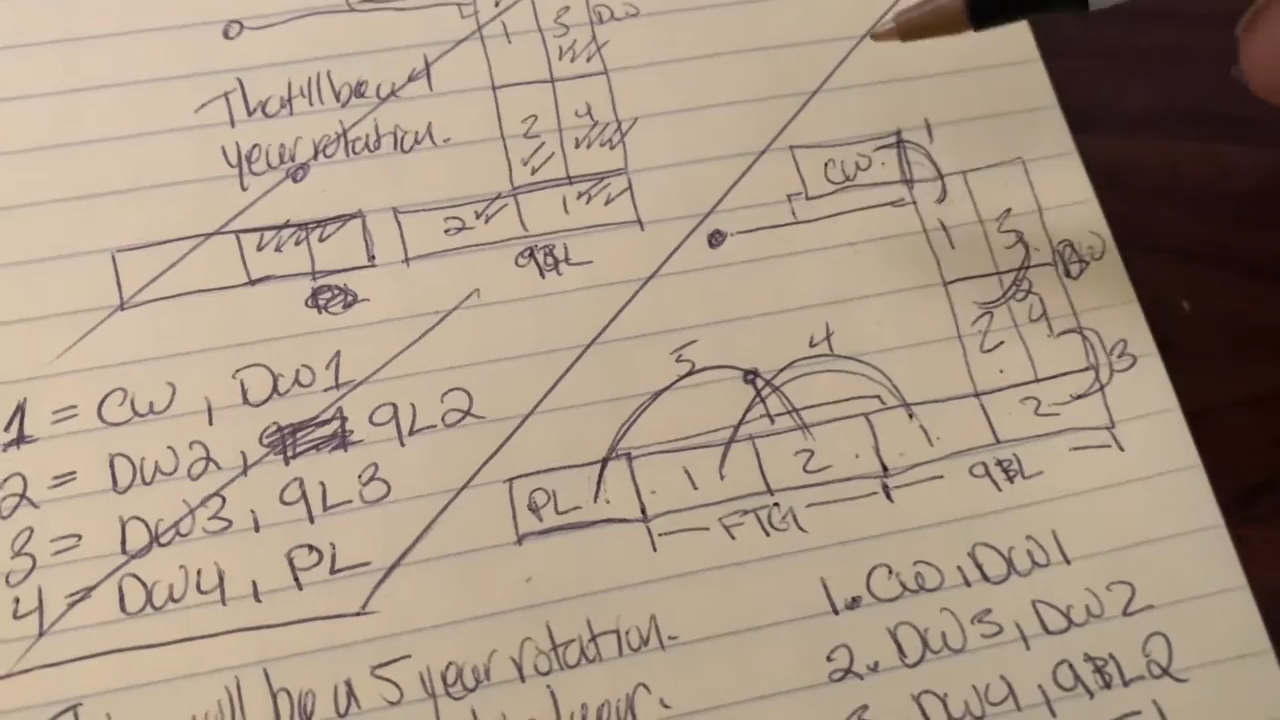 1 3 DW
That'll be a 4
year rotation.
2 4
2 1
9BL
1 = CW, DW1
2 = DW2, 9L2
3 = DW3, 9L3
4 = DW4, PL
CW 1
1 3 DW
2
2 4
3
2
5 4
PL 1 2
FTG1 9BL
1. CW, DW1
2. DW3, DW2
DW4, 9BL2
will be a 5 year rotation.